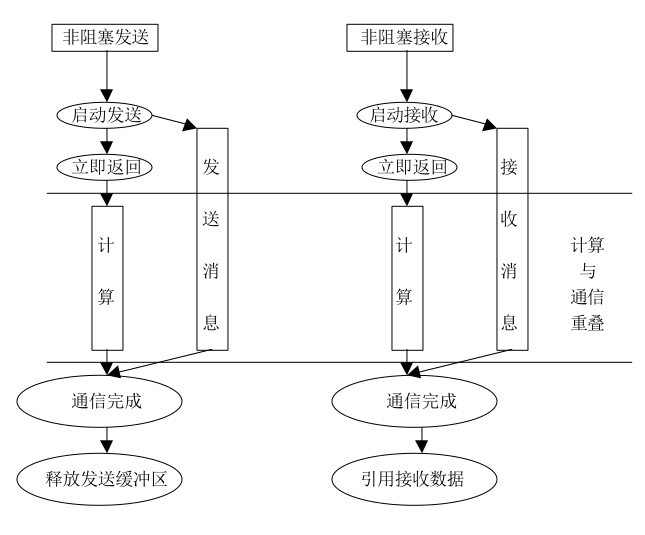 非阻塞发送
非阻塞接收
启动发送
启动接收
立即返回
立即返回
发送消息
接收消息
计算
计算
计算
与
通信
重叠
通信完成
通信完成
释放发送缓冲区
引用接收数据